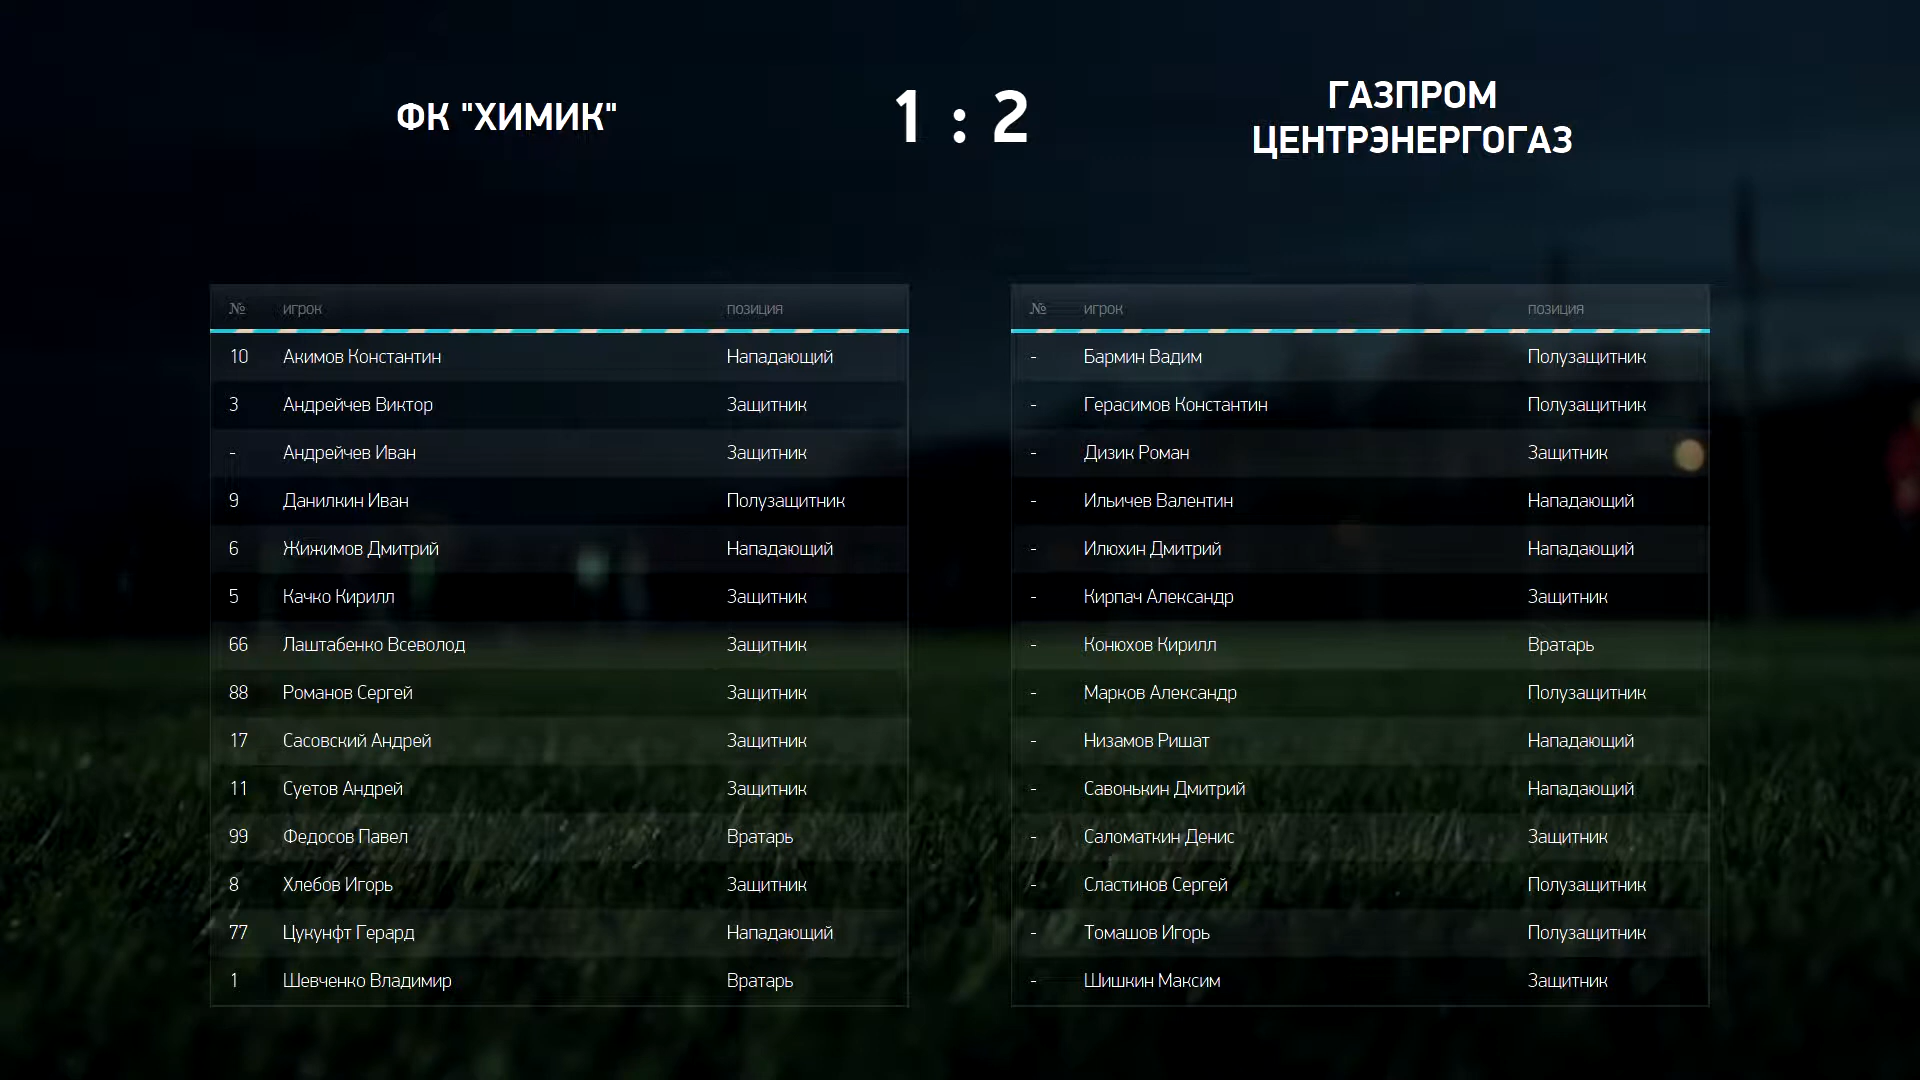 ФК "ХИМИК"
1 : 2
ГАЗПРОМ
ЦЕНТРЭНЕРГОГАЗ
№ игрок позиция
10 Акимов Константин Нападающий
3 Андрейчев Виктор Защитник
- Андрейчев Иван Защитник
9 Данилкин Иван Полузащитник
6 Жижимов Дмитрий Нападающий
5 Качко Кирилл Защитник
66 Лаштабенко Всеволод Защитник
88 Романов Сергей Защитник
17 Сасовский Андрей Защитник
11 Суетов Андрей Защитник
99 Федосов Павел Вратарь
8 Хлебов Игорь Защитник
77 Цукунфт Герард Нападающий
1 Шевченко Владимир Вратарь
№ игрок позиция
- Бармин Вадим Полузащитник
- Герасимов Константин Полузащитник
- Дизик Роман Защитник
- Ильичев Валентин Нападающий
- Илюхин Дмитрий Нападающий
- Кирпач Александр Защитник
- Конюхов Кирилл Вратарь
- Марков Александр Полузащитник
- Низамов Ришат Нападающий
- Савонькин Дмитрий Нападающий
- Саломаткин Денис Защитник
- Сластинов Сергей Полузащитник
- Томашов Игорь Полузащитник
- Шишкин Максим Защитник